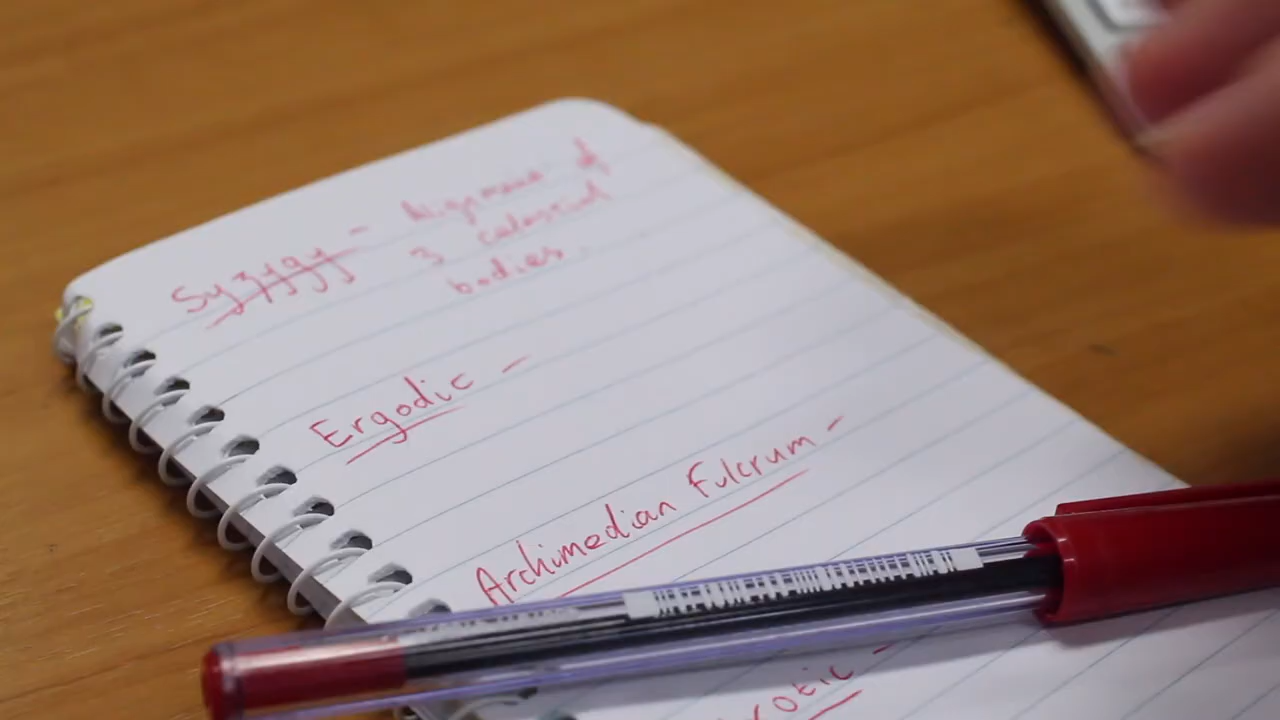 Syzygy - Alignment of
3 celestial
bodies.
Ergodic -
Archimedian Fulcrum -